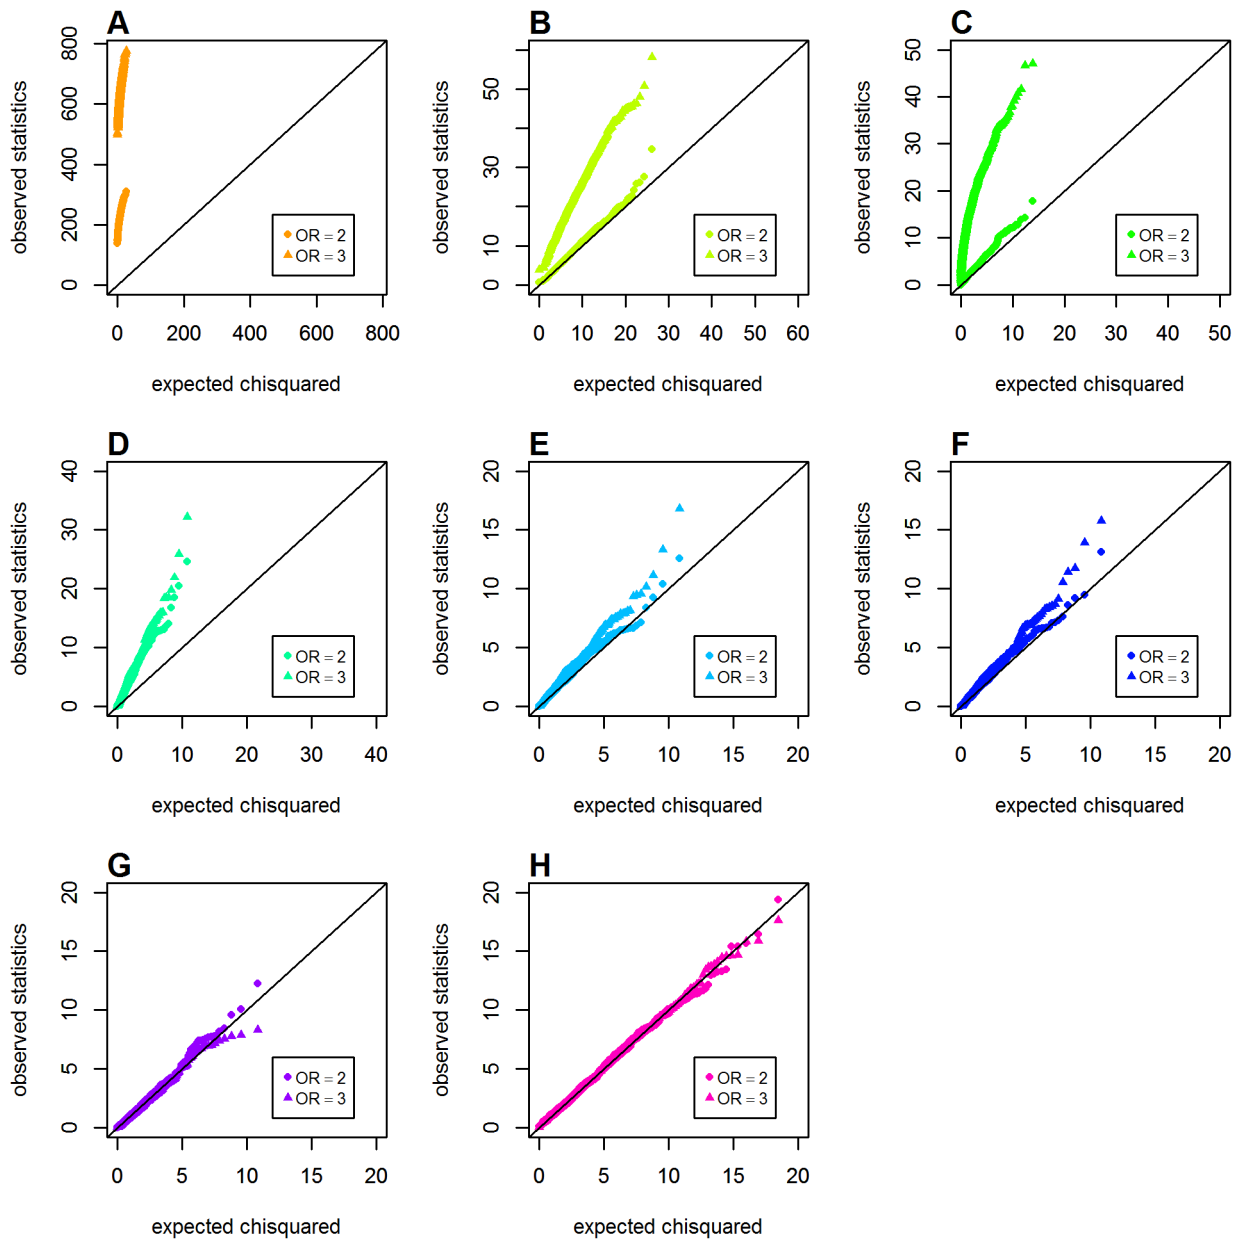 A
observed statistics
800
600
400
200
0
OR = 2
OR = 3
0 200 400 600 800
expected chisquared
B
observed statistics
50
30
10
0
OR = 2
OR = 3
0 10 20 30 40 50 60
expected chisquared
C
observed statistics
50
40
30
20
10
0
OR = 2
OR = 3
0 10 20 30 40 50
expected chisquared
D
observed statistics
40
30
20
10
0
OR = 2
OR = 3
0 10 20 30 40
expected chisquared
E
observed statistics
20
15
10
5
0
OR = 2
OR = 3
0 5 10 15 20
expected chisquared
F
observed statistics
20
15
10
5
0
OR = 2
OR = 3
0 5 10 15 20
expected chisquared
G
observed statistics
20
15
10
5
0
OR = 2
OR = 3
0 5 10 15 20
expected chisquared
H
observed statistics
20
15
10
5
0
OR = 2
OR = 3
0 5 10 15 20
expected chisquared